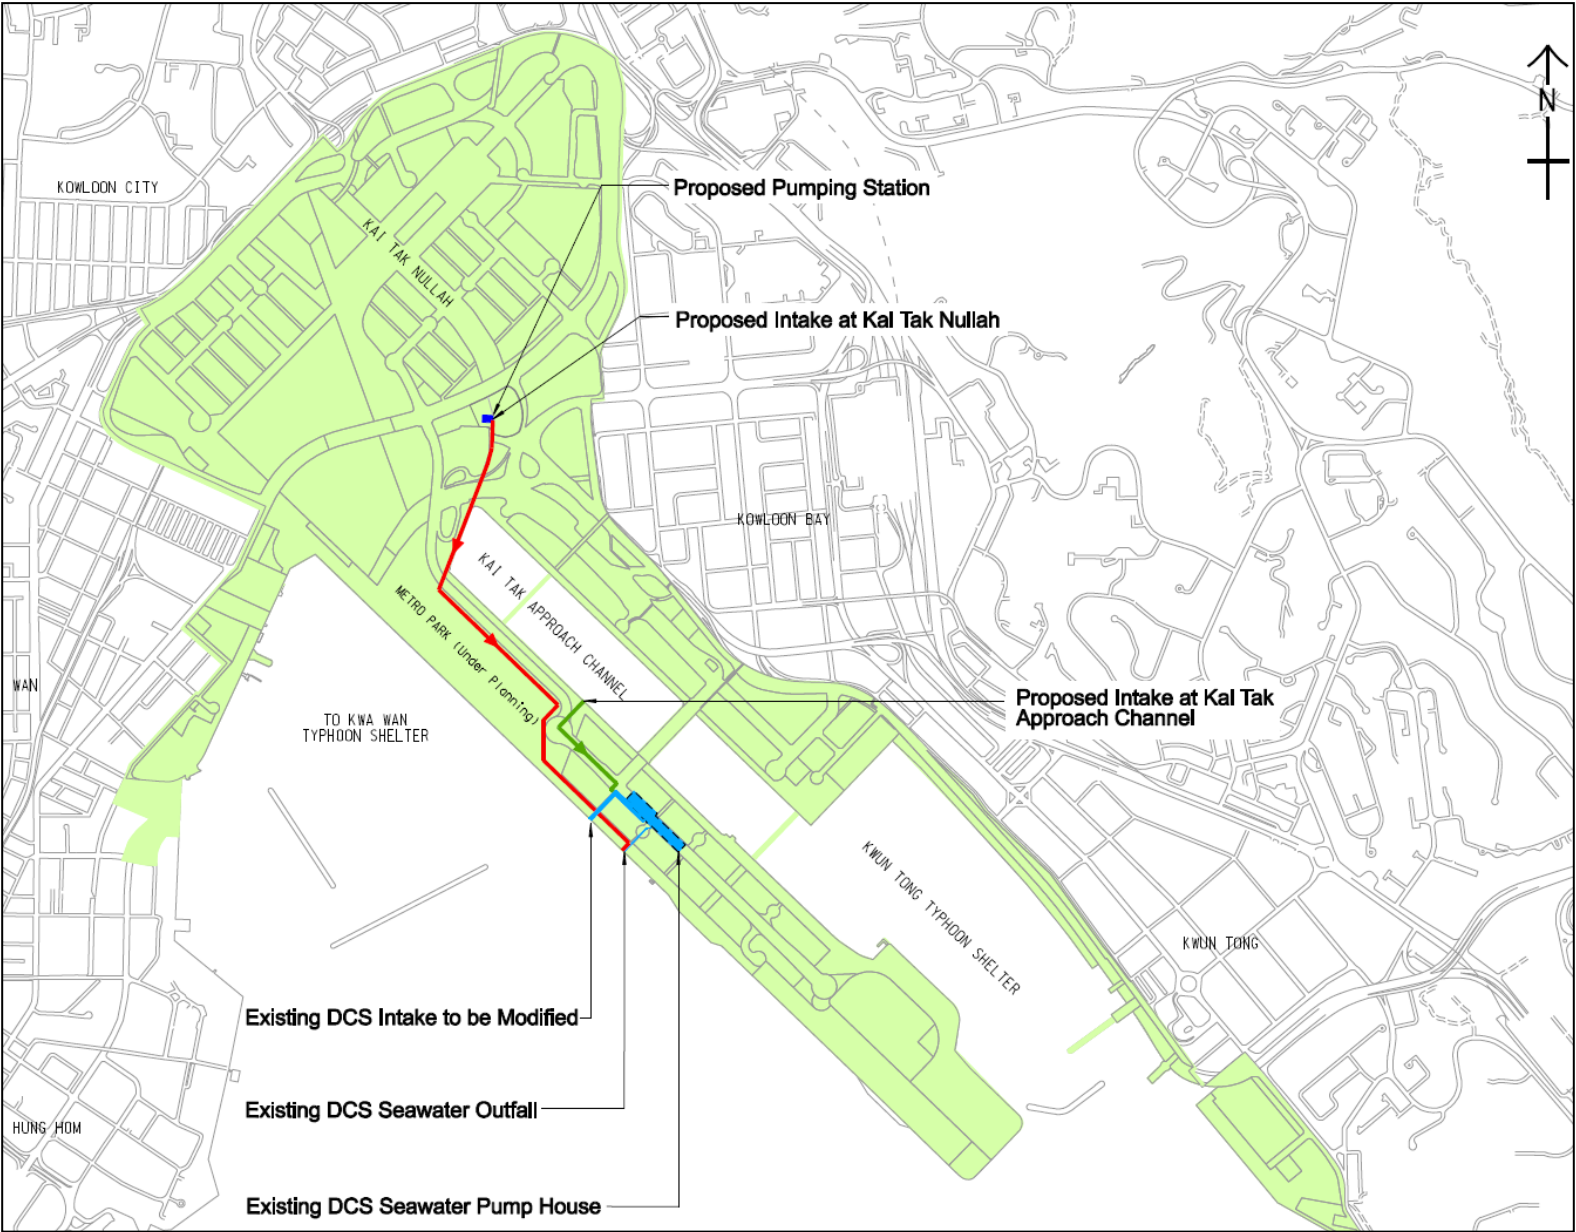 N
KOWLOON CITY
Proposed Pumping Station
KAI TAK NULLAH
Proposed Intake at Kai Tak Nullah
KOWLOON BAY
KAI TAK APPROACH CHANNEL
METRO PARK (Under Planning)
WAN
Proposed Intake at Kai Tak
Approach Channel
TO KWA WAN
TYPHOON SHELTER
KWUN TONG TYPHOON SHELTER
KWUN TONG
Existing DCS Intake to be Modified
Existing DCS Seawater Outfall
HUNG HOM
Existing DCS Seawater Pump House